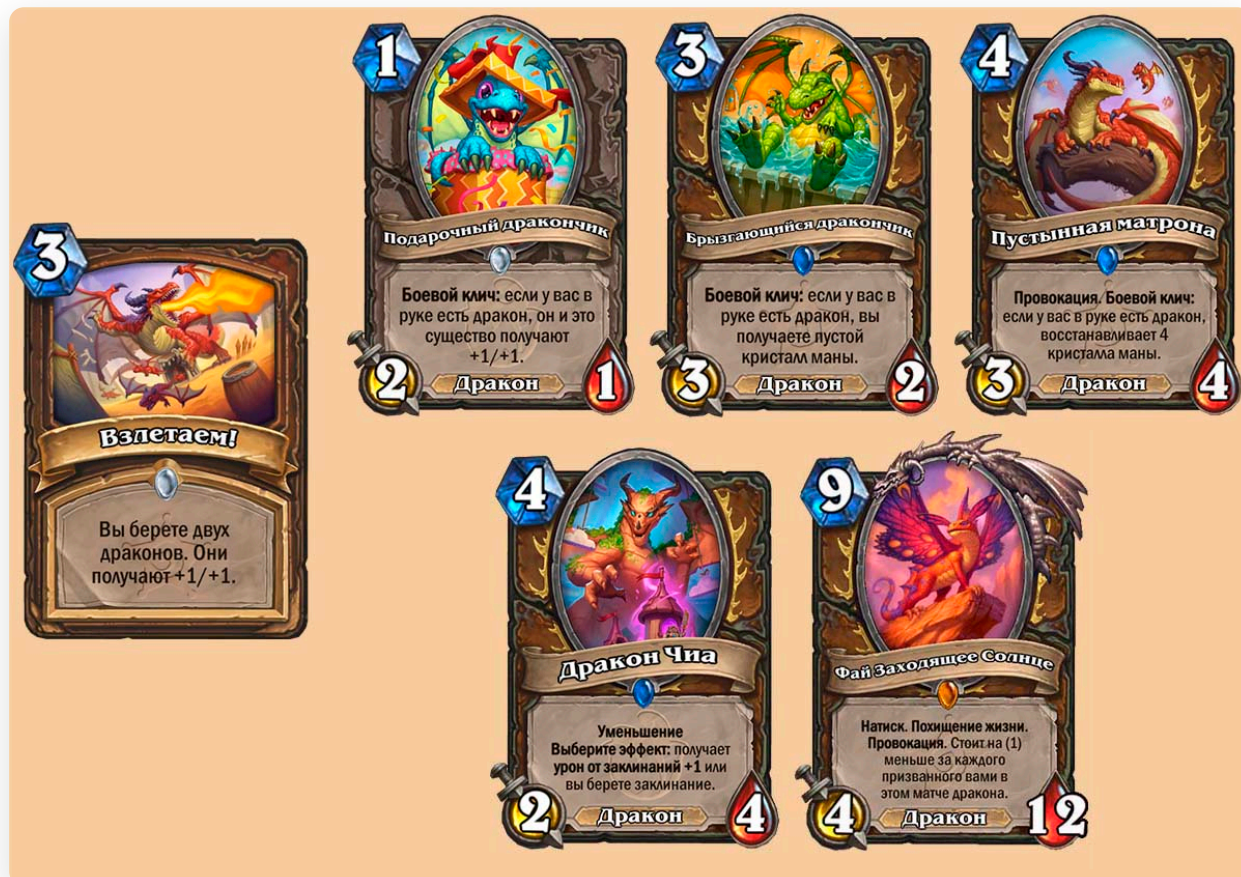 3
Взлетаем!
Вы берете двух
драконов. Они
получают +1/+1.
1
Подарочный дракончик
Боевой клич: если у вас в
руке есть дракон, он и это
существо получают
+1/+1.
2
Дракон
1
3
Брызгающийся дракончик
Боевой клич: если у вас в
руке есть дракон, вы
получаете пустой
кристалл маны.
3
Дракон
2
4
Пустынная матрона
Провокация. Боевой клич:
если у вас в руке есть дракон,
восстанавливает 4
кристалла маны.
3
Дракон
4
4
Дракон Чиа
Уменьшение
Выберите эффект: получает
урон от заклинаний +1 или
вы берете заклинание.
2
Дракон
4
9
Фай Заходящее Солнце
Натиск. Похищение жизни.
Провокация. Стоит на (1)
меньше за каждого
призванного вами в
этом матче дракона.
4
Дракон
12